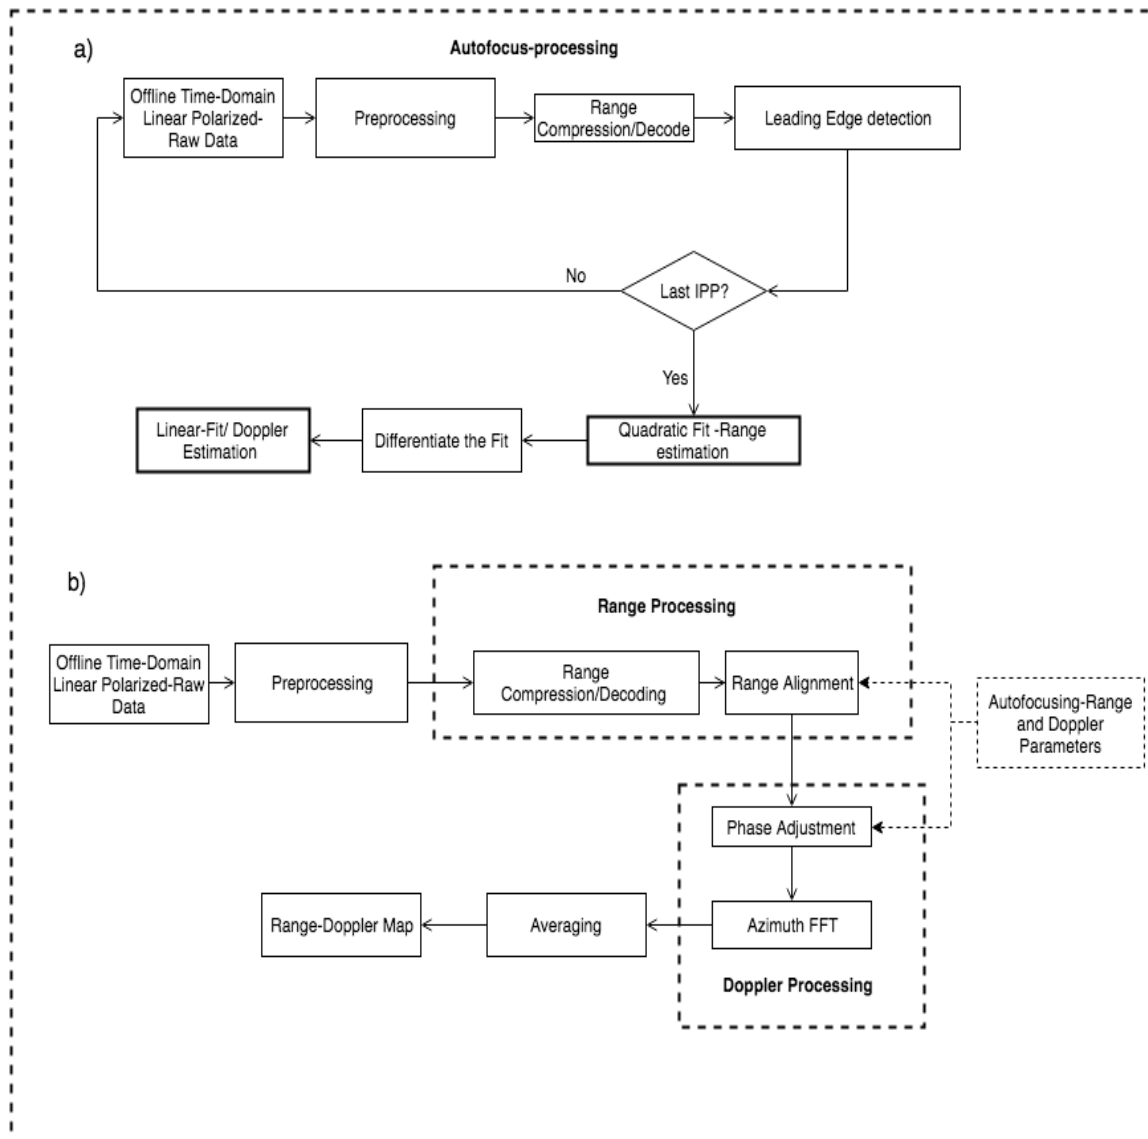 a)
Autofocus-processing
Offline Time-Domain
Linear Polarized-
Raw Data
Preprocessing
Range
Compression/Decode
Leading Edge detection
No
Last IPP?
Yes
Linear-Fit/ Doppler
Estimation
Differentiate the Fit
Quadratic Fit -Range
estimation
b)
Range Processing
Offline Time-Domain
Linear Polarized-Raw
Data
Preprocessing
Range
Compression/Decoding
Range Alignment
Autofocusing-Range
and Doppler
Parameters
Phase Adjustment
Range-Doppler Map
Averaging
Azimuth FFT
Doppler Processing